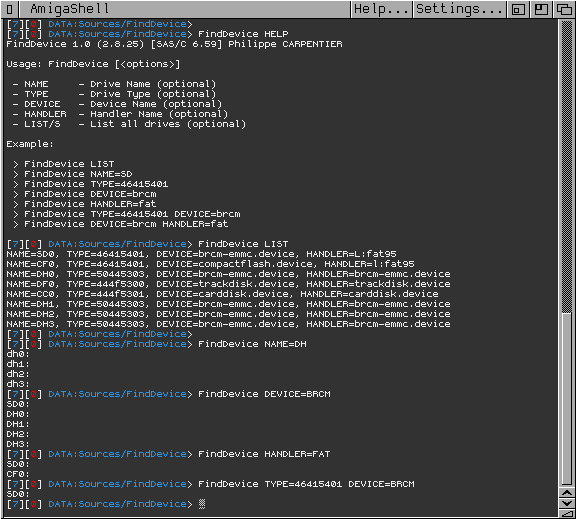 AmigaShell Help... Settings...
[7][0] DATA:Sources/FindDevice>
[7][0] DATA:Sources/FindDevice> FindDevice HELP
FindDevice 1.0 (2.8.25) [SAS/C 6.59] Philippe CARPENTIER
Usage: FindDevice [<options>]
- NAME - Drive Name (optional)
- TYPE - Drive Type (optional)
- DEVICE - Device Name (optional)
- HANDLER - Handler Name (optional)
- LIST/S - List all drives (optional)
Example:
> FindDevice LIST
> FindDevice NAME=SD
> FindDevice TYPE=46415401
> FindDevice DEVICE=brcm
> FindDevice HANDLER=fat
> FindDevice TYPE=46415401 DEVICE=brcm
> FindDevice DEVICE=brcm HANDLER=fat
[7][0] DATA:Sources/FindDevice> FindDevice LIST
NAME=SD0, TYPE=46415401, DEVICE=brcm-emmc.device, HANDLER=L:fat95
NAME=CF0, TYPE=46415401, DEVICE=compactflash.device, HANDLER=l:fat95
NAME=DH0, TYPE=50445303, DEVICE=brcm-emmc.device, HANDLER=brcm-emmc.device
NAME=DF0, TYPE=444f5300, DEVICE=trackdisk.device, HANDLER=trackdisk.device
NAME=CC0, TYPE=444f5301, DEVICE=carddisk.device, HANDLER=carddisk.device
NAME=DH1, TYPE=50445303, DEVICE=brcm-emmc.device, HANDLER=brcm-emmc.device
NAME=DH2, TYPE=50445303, DEVICE=brcm-emmc.device, HANDLER=brcm-emmc.device
NAME=DH3, TYPE=50445303, DEVICE=brcm-emmc.device, HANDLER=brcm-emmc.device
[7][0] DATA:Sources/FindDevice>
[7][0] DATA:Sources/FindDevice> FindDevice NAME=DH
dh0:
dh1:
dh2:
dh3:
[7][0] DATA:Sources/FindDevice> FindDevice DEVICE=BRCM
SD0:
DH0:
DH1:
DH2:
DH3:
[7][0] DATA:Sources/FindDevice> FindDevice HANDLER=FAT
SD0:
CF0:
[7][0] DATA:Sources/FindDevice> FindDevice TYPE=46415401 DEVICE=BRCM
SD0:
[7][0] DATA:Sources/FindDevice>